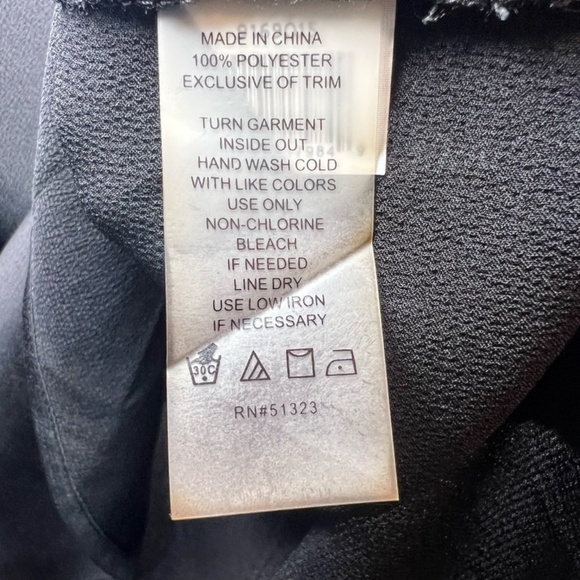 MADE IN CHINA
100% POLYESTER
EXCLUSIVE OF TRIM
TURN GARMENT
INSIDE OUT
HAND WASH COLD
WITH LIKE COLORS
USE ONLY
NON-CHLORINE
BLEACH
IF NEEDED
LINE DRY
USE LOW IRON
IF NECESSARY
30C
RN#51323